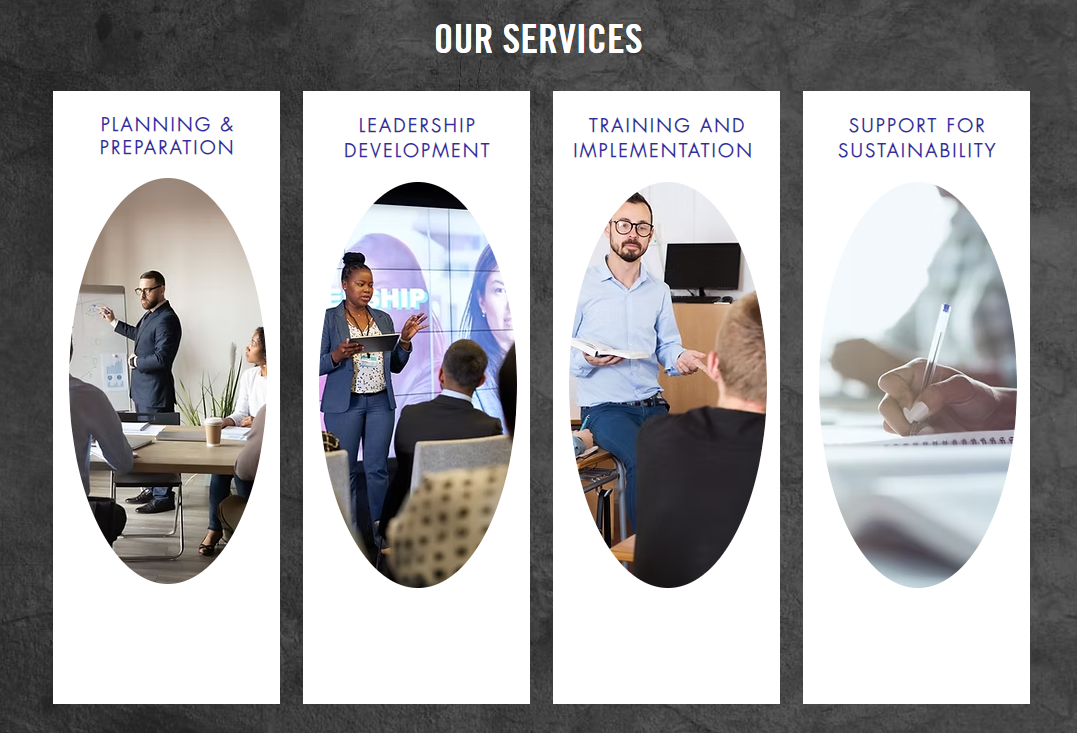 OUR SERVICES
PLANNING &
PREPARATION
LEADERSHIP
DEVELOPMENT
TRAINING AND
IMPLEMENTATION
SUPPORT FOR
SUSTAINABILITY